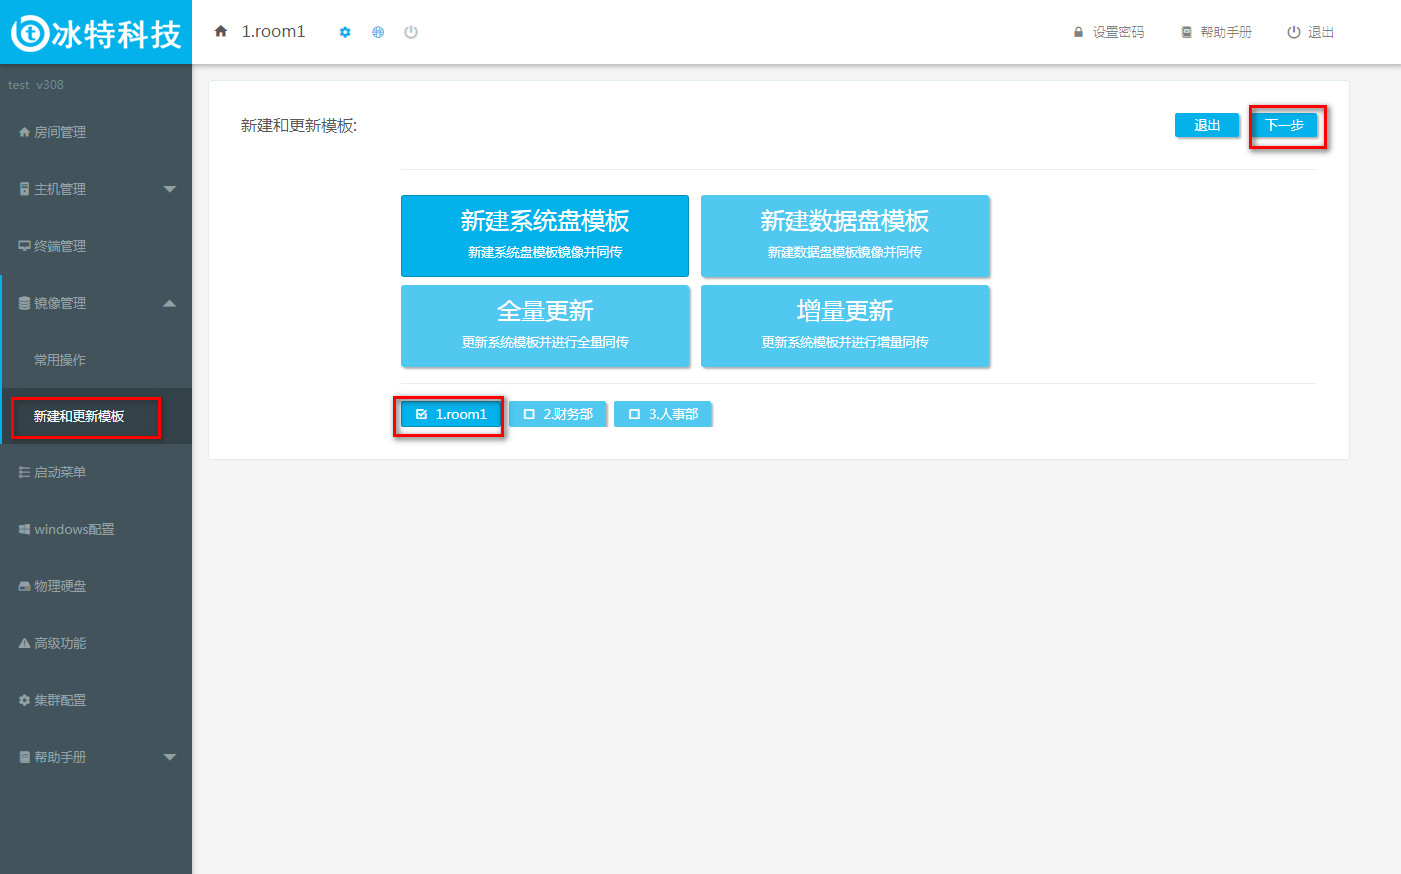 冰特科技
1.room1
设置密码
帮助手册
退出
test v308
房间管理
主机管理
终端管理
镜像管理
常用操作
新建和更新模板
启动菜单
windows配置
物理硬盘
高级功能
集群配置
帮助手册
新建和更新模板:
退出
下一步
新建系统盘模板
新建系统盘模板镜像并同传
新建数据盘模板
新建数据盘模板镜像并同传
全量更新
更新系统模板并进行全量同传
增量更新
更新系统模板并进行增量同传
1.room1
2.财务部
3.人事部